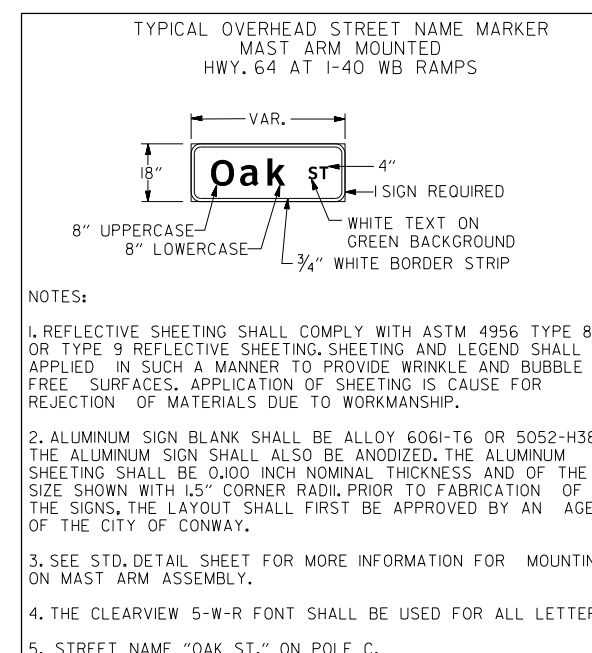 TYPICAL OVERHEAD STREET NAME MARKER
MAST ARM MOUNTED
HWY. 64 AT I-40 WB RAMPS
VAR.
18"
Oak ST
4"
1 SIGN REQUIRED
8" UPPERCASE
8" LOWERCASE
WHITE TEXT ON
GREEN BACKGROUND
3/4" WHITE BORDER STRIP
NOTES:
1. REFLECTIVE SHEETING SHALL COMPLY WITH ASTM 4956 TYPE 8
OR TYPE 9 REFLECTIVE SHEETING. SHEETING AND LEGEND SHALL
APPLIED IN SUCH A MANNER TO PROVIDE WRINKLE AND BUBBLE
FREE SURFACES. APPLICATION OF SHEETING IS CAUSE FOR
REJECTION OF MATERIALS DUE TO WORKMANSHIP.
2. ALUMINUM SIGN BLANK SHALL BE ALLOY 6061-T6 OR 5052-H38
THE ALUMINUM SIGN SHALL ALSO BE ANODIZED. THE ALUMINUM
SHEETING SHALL BE 0.100 INCH NOMINAL THICKNESS AND OF THE
SIZE SHOWN WITH 1.5" CORNER RADII. PRIOR TO FABRICATION OF
THE SIGNS, THE LAYOUT SHALL FIRST BE APPROVED BY AN AGE
OF THE CITY OF CONWAY.
3. SEE STD. DETAIL SHEET FOR MORE INFORMATION FOR MOUNTIN
ON MAST ARM ASSEMBLY.
4. THE CLEARVIEW 5-W-R FONT SHALL BE USED FOR ALL LETTER
5. STREET NAME "OAK ST." ON POLE C.